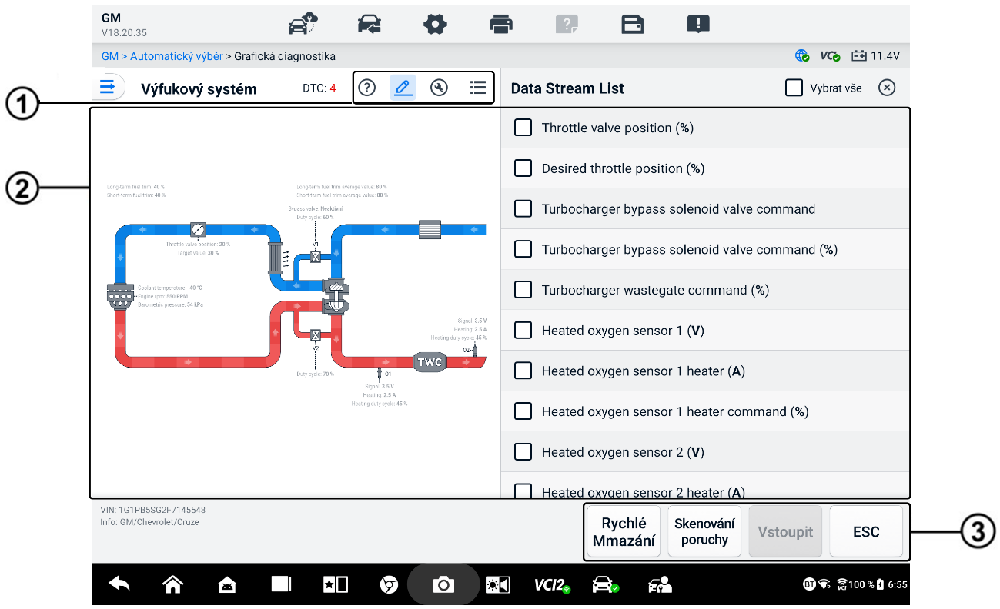 GM
V18.20.35
GM > Automatický výběr > Grafická diagnostika
VCi
11.4V
1
Výfukový systém
DTC: 4
Data Stream List
Vybrat vše
2
Long-term fuel trim: 40 %
Short term fuel trim: 40 %
Long-term fuel trim average value: 80 %
Short term fuel trim average value: 80 %
Bypass valve: Neaktivní
Duty cycle: 60 %
V1
Throttle valve position: 20 %
Target value: 30 %
Coolant temperature: -40 °C
Engine rpm: 550 RPM
Barometric pressure: 54 kPa
Signal: 3.5 V
Heating: 2.5 A
Heating duty cycle: 45 %
V2
O2
TWC
Duty cycle: 70 %
O1
Signal: 3.5 V
Heating: 2.5 A
Heating duty cycle: 45 %
Throttle valve position (%)
Desired throttle position (%)
Turbocharger bypass solenoid valve command
Turbocharger bypass solenoid valve command (%)
Turbocharger wastegate command (%)
Heated oxygen sensor 1 (V)
Heated oxygen sensor 1 heater (A)
Heated oxygen sensor 1 heater command (%)
Heated oxygen sensor 2 (V)
Heated oxygen sensor 2 heater (A)
VIN: 1G1PB5SG2F7145548
Info: GM/Chevrolet/Cruze
Rychlé
Mmazání
Skenování
poruchy
Vstoupit
ESC
3
VCI2
BT
VCI
100 %
6:55